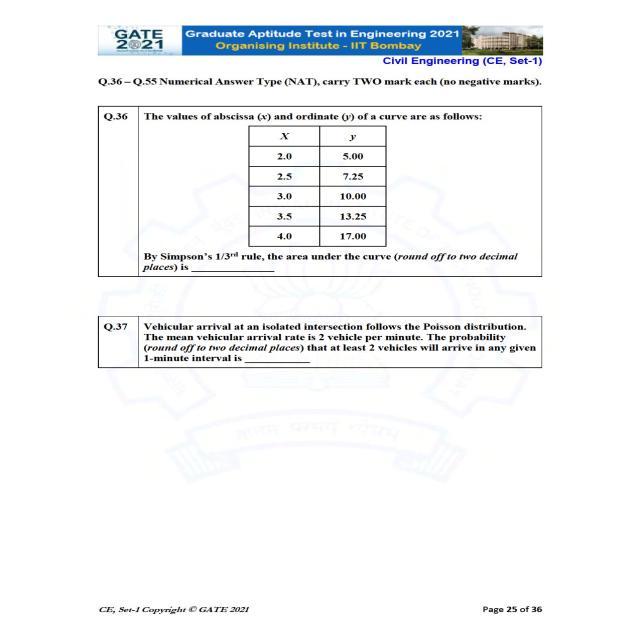 GATE
2021
Graduate Aptitude Test in Engineering 2021
Organising Institute - IIT Bombay
Civil Engineering (CE, Set-1)
Q.36 – Q.55 Numerical Answer Type (NAT), carry TWO mark each (no negative marks).
Q.36 The values of abscissa (x) and ordinate (y) of a curve are as follows:
X y
2.0 5.00
2.5 7.25
3.0 10.00
3.5 13.25
4.0 17.00
By Simpson's 1/3rd rule, the area under the curve (round off to two decimal
places) is _______________
Q.37 Vehicular arrival at an isolated intersection follows the Poisson distribution.
The mean vehicular arrival rate is 2 vehicle per minute. The probability
(round off to two decimal places) that at least 2 vehicles will arrive in any given
1-minute interval is ____________
CE, Set-1 Copyright © GATE 2021
Page 25 of 36